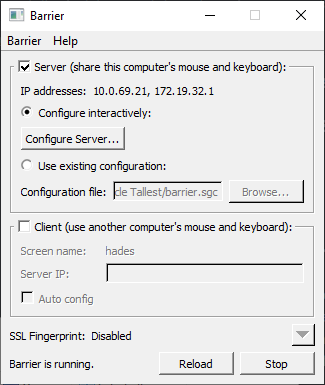 Barrier
Barrier Help
Server (share this computer's mouse and keyboard):
IP addresses: 10.0.69.21, 172.19.32.1
Configure interactively:
Configure Server...
Use existing configuration:
Configuration file: cle Tallest/barrier.sgc Browse...
Client (use another computer's mouse and keyboard):
Screen name: hades
Server IP:
Auto config
SSL Fingerprint: Disabled
Barrier is running. Reload Stop